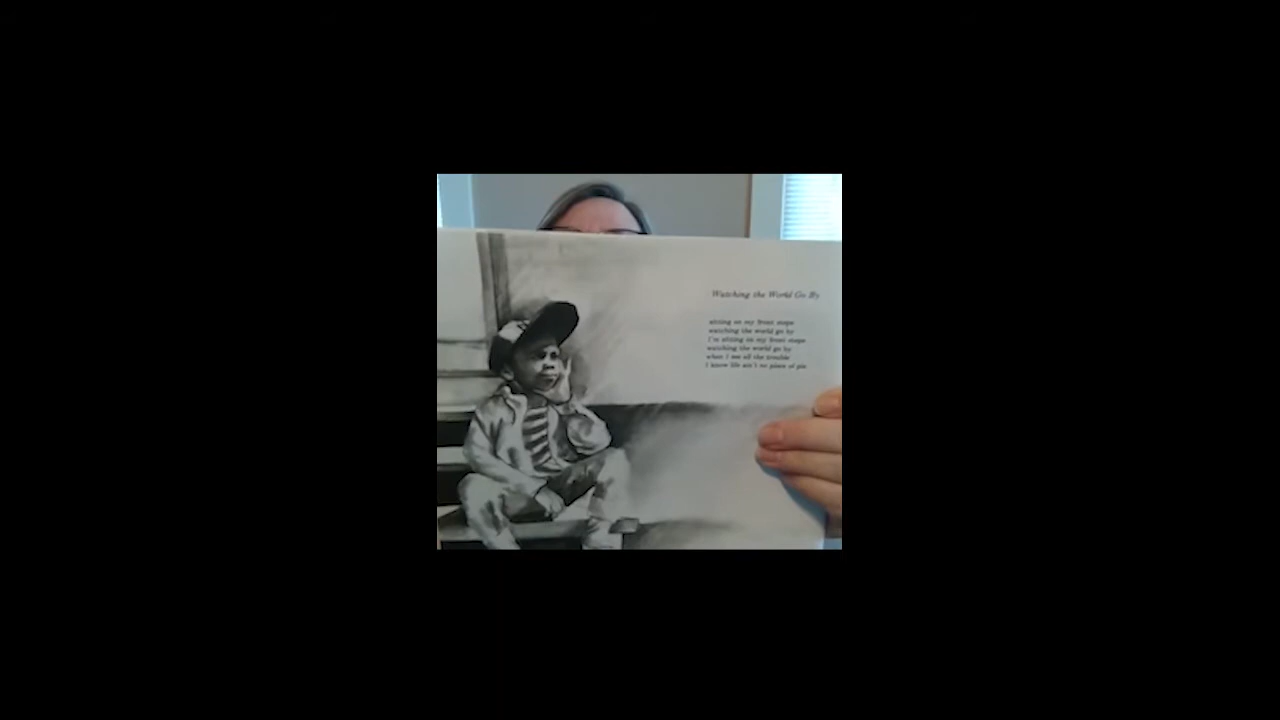 Watching the World Go By
sitting on my front steps
watching the world go by
I'm sitting on my front steps
watching the world go by
when I see all the trouble
I know life ain't no piece of pie